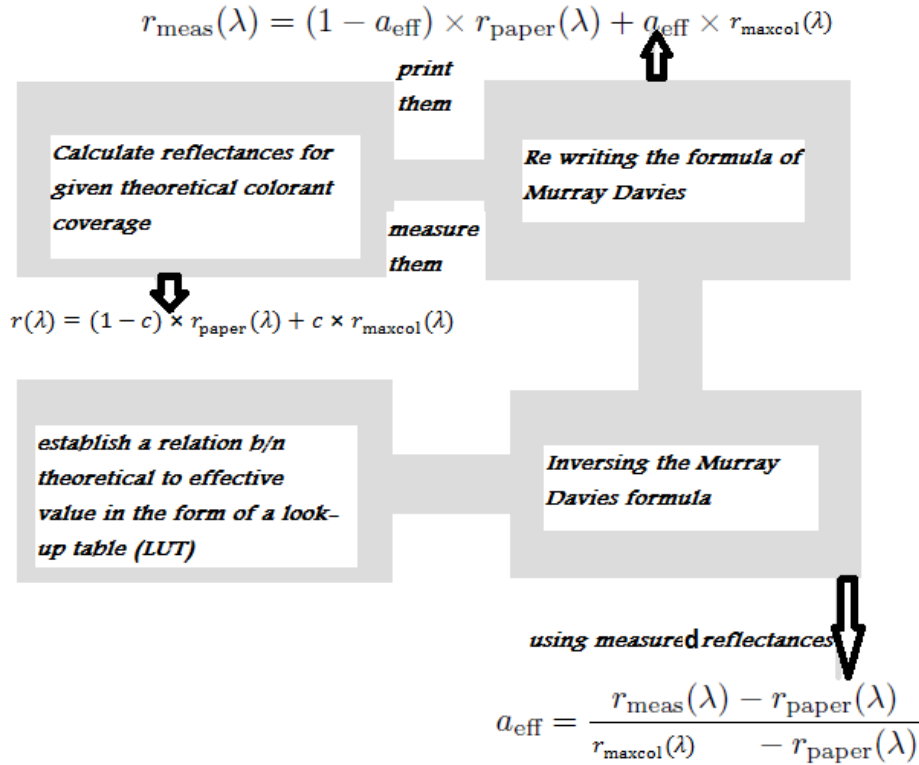 r_meas(λ) = (1 − a_eff) × r_paper(λ) + a_eff × r_maxcol(λ)
print
them
Calculate reflectances for
given theoretical colorant
coverage
Re writing the formula of
Murray Davies
measure
them
r(λ) = (1 − c) × r_paper(λ) + c × r_maxcol(λ)
establish a relation b/n
theoretical to effective
value in the form of a look-
up table (LUT)
Inversing the Murray
Davies formula
using measured reflectances
a_eff = r_meas(λ) − r_paper(λ)
r_maxcol(λ) − r_paper(λ)